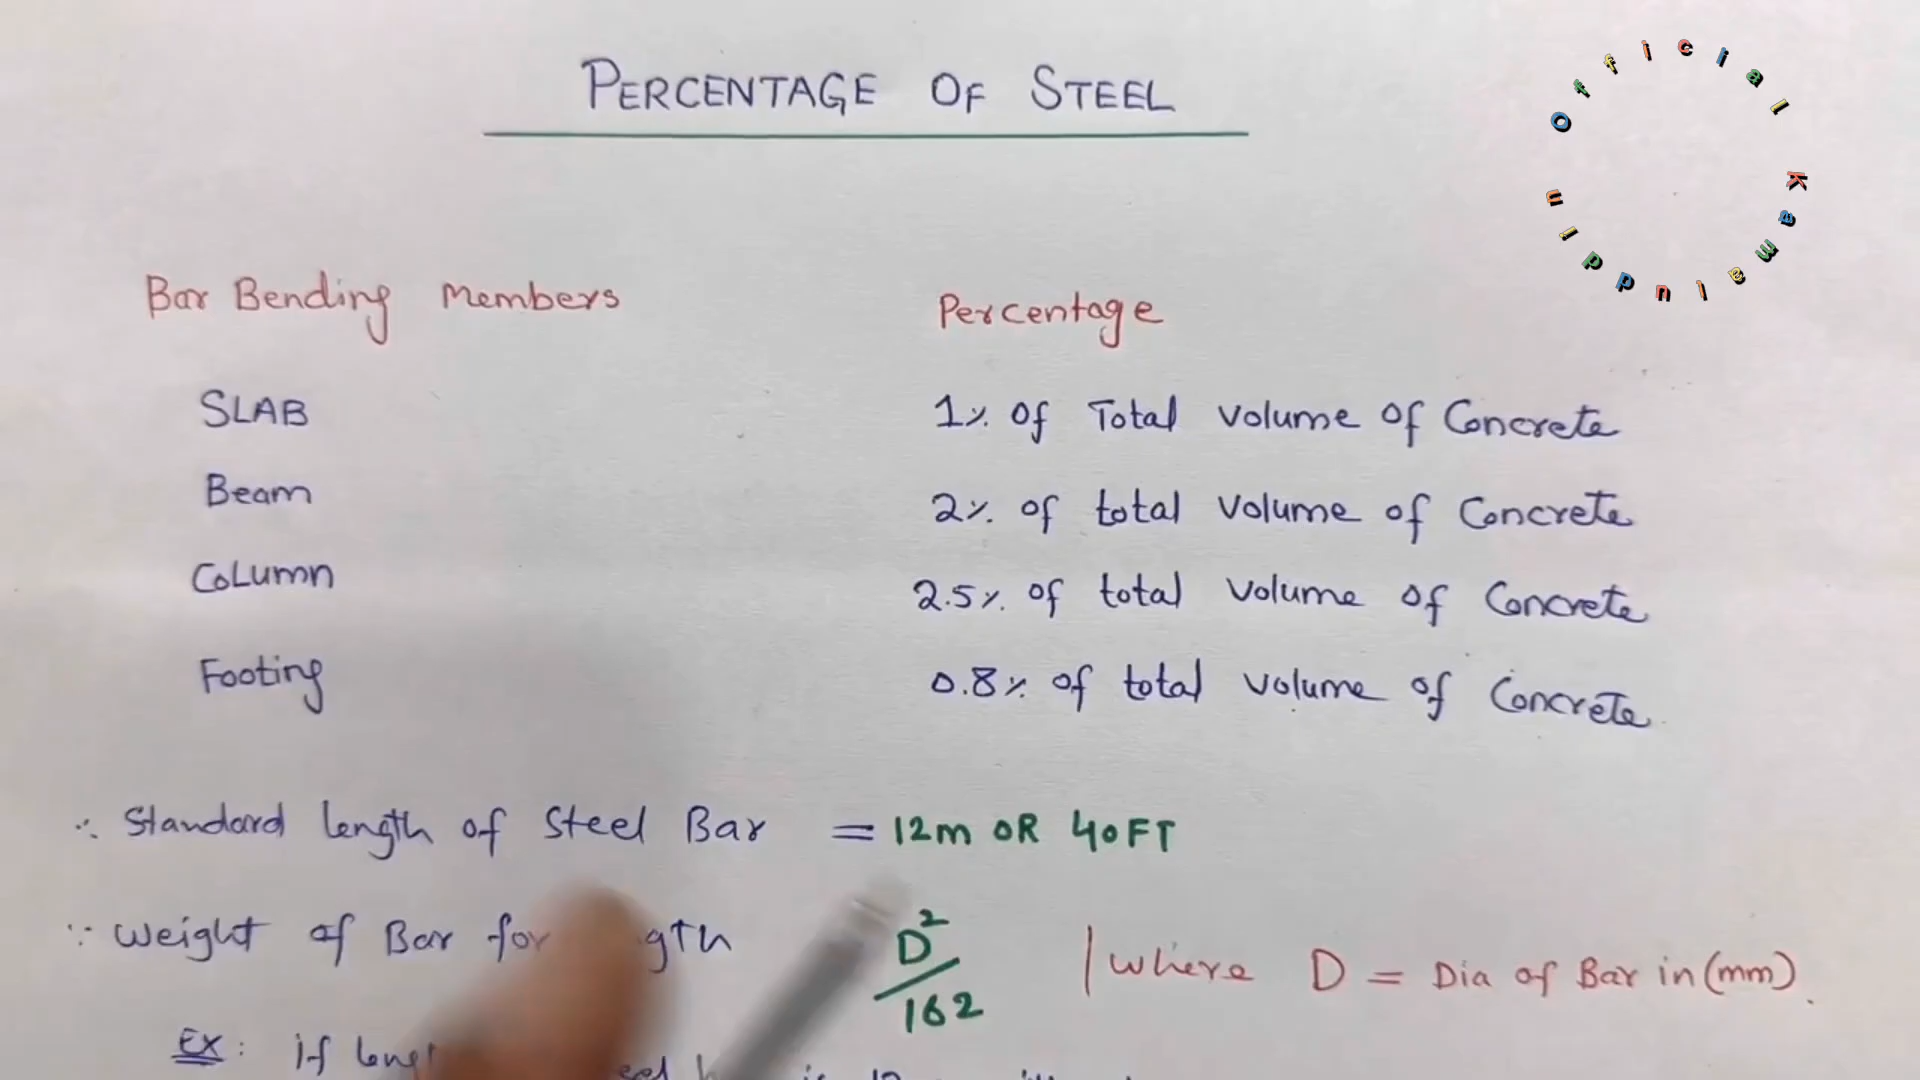 PERCENTAGE OF STEEL
Official Kamaluddin
Bar Bending Members Percentage
SLAB 1% of Total Volume of Concrete
Beam 2% of total Volume of Concrete
Column 2.5% of total Volume of Concrete
Footing 0.8% of total Volume of Concrete
∴ Standard length of Steel Bar = 12m OR 40FT
∵ Weight of Bar for D²/162 | where D = Dia of Bar in (mm).
Ex: if